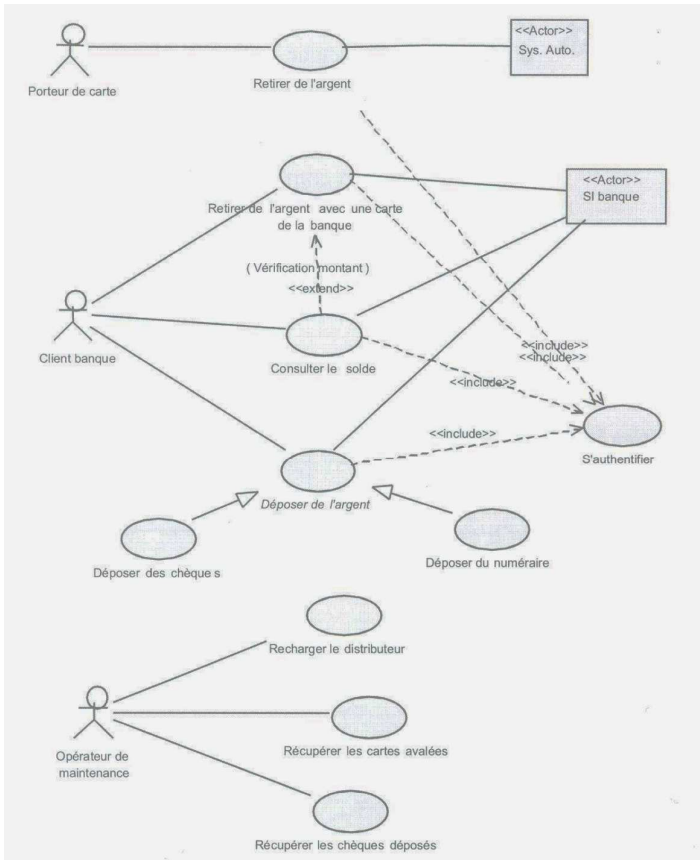 <<Actor>>
Sys. Auto.
Porteur de carte
Retirer de l'argent
<<Actor>>
SI banque
Retirer de l'argent avec une carte
de la banque
( Vérification montant )
<<extend>>
Client banque
Consulter le solde
<<include>>
<<include>>
<<include>>
<<include>>
S'authentifier
Déposer de l'argent
Déposer des chèque s
Déposer du numéraire
Recharger le distributeur
Opérateur de
maintenance
Récupérer les cartes avalées
Récupérer les chèques déposés